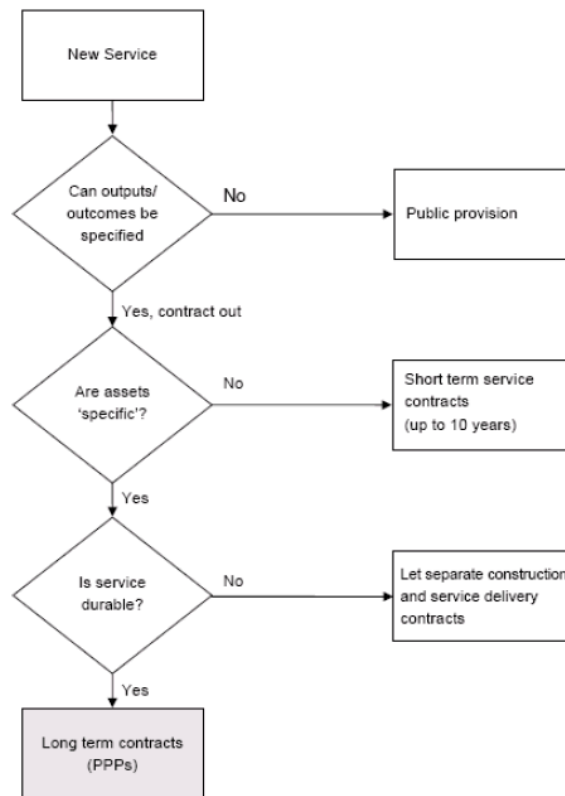 New Service
Can outputs/
outcomes be
specified
No
Public provision
Yes, contract out
Are assets
‘specific’?
No
Short term service
contracts
(up to 10 years)
Yes
Is service
durable?
No
Let separate construction
and service delivery
contracts
Yes
Long term contracts
(PPPs)